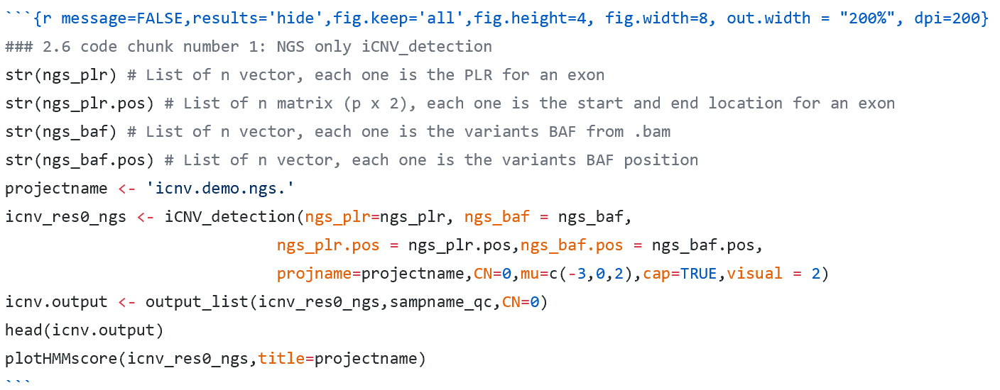 ```{r message=FALSE,results='hide',fig.keep='all',fig.height=4, fig.width=8, out.width = "200%", dpi=200}
### 2.6 code chunk number 1: NGS only iCNV_detection
str(ngs_plr) # List of n vector, each one is the PLR for an exon
str(ngs_plr.pos) # List of n matrix (p x 2), each one is the start and end location for an exon
str(ngs_baf) # List of n vector, each one is the variants BAF from .bam
str(ngs_baf.pos) # List of n vector, each one is the variants BAF position
projectname <- 'icnv.demo.ngs.'
icnv_res0_ngs <- iCNV_detection(ngs_plr=ngs_plr, ngs_baf = ngs_baf,
                             ngs_plr.pos = ngs_plr.pos,ngs_baf.pos = ngs_baf.pos,
                             projname=projectname,CN=0,mu=c(-3,0,2),cap=TRUE,visual = 2)
icnv.output <- output_list(icnv_res0_ngs,sampname_qc,CN=0)
head(icnv.output)
plotHMMscore(icnv_res0_ngs,title=projectname)
```